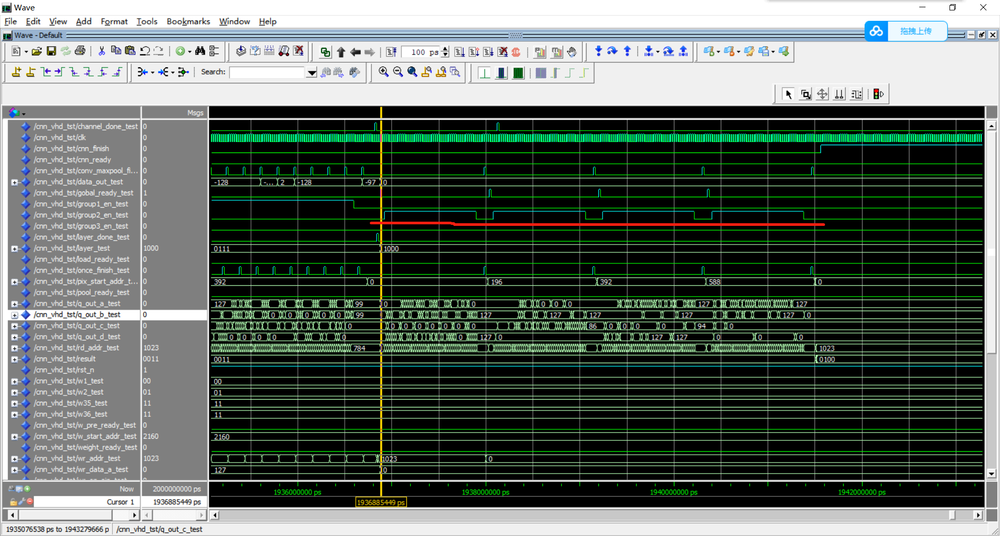 Wave
File Edit View Add Format Tools Bookmarks Window Help
Wave - Default
拖拽上传
100 ps
Search:
Msgs
/cnn_vhd_tst/channel_done_test 0
/cnn_vhd_tst/clk 0
/cnn_vhd_tst/cnn_finish 0
/cnn_vhd_tst/cnn_ready 0
/cnn_vhd_tst/conv_maxpool_fi... 0
/cnn_vhd_tst/data_out_test 0 -128 -... 2 -128 -97 0
/cnn_vhd_tst/gobal_ready_test 1
/cnn_vhd_tst/group1_en_test 0
/cnn_vhd_tst/group2_en_test 0
/cnn_vhd_tst/group3_en_test 0
/cnn_vhd_tst/layer_done_test 0
/cnn_vhd_tst/layer_test 1000 0111 1000
/cnn_vhd_tst/load_ready_test 0
/cnn_vhd_tst/once_finish_test 0
/cnn_vhd_tst/pix_start_addr_t... 0 392 0 196 392 588 0
/cnn_vhd_tst/pool_ready_test 0
/cnn_vhd_tst/q_out_a_test 0 127 99 0 0 0 0 0 127 127
/cnn_vhd_tst/q_out_b_test 0 0 0 0 0 0 99 127 127 127 127 127 0
/cnn_vhd_tst/q_out_c_test 0 0 0 0 0 0 0 0 0 86 0 0 0 0 94 0
/cnn_vhd_tst/q_out_d_test 0 0 0 0 0 0 0 127 0 127 127 0 0 0
/cnn_vhd_tst/rd_addr_test 1023 784 1023
/cnn_vhd_tst/result 0011 0011 0100
/cnn_vhd_tst/rst_n 1
/cnn_vhd_tst/w1_test 00 00
/cnn_vhd_tst/w2_test 01 01
/cnn_vhd_tst/w35_test 11 11
/cnn_vhd_tst/w36_test 11 11
/cnn_vhd_tst/w_pre_ready_test 0
/cnn_vhd_tst/w_start_addr_test 2160 2160
/cnn_vhd_tst/weight_ready_test 0
/cnn_vhd_tst/wr_addr_test 1023 1023 0
/cnn_vhd_tst/wr_data_a_test 0 127 0
Now 2000000000 ps 1936000000 ps 1938000000 ps 1940000000 ps 1942000000 ps
Cursor 1 1936885449 ps 1936885449 ps
1935076538 ps to 1943279666 p /cnn_vhd_tst/q_out_c_test